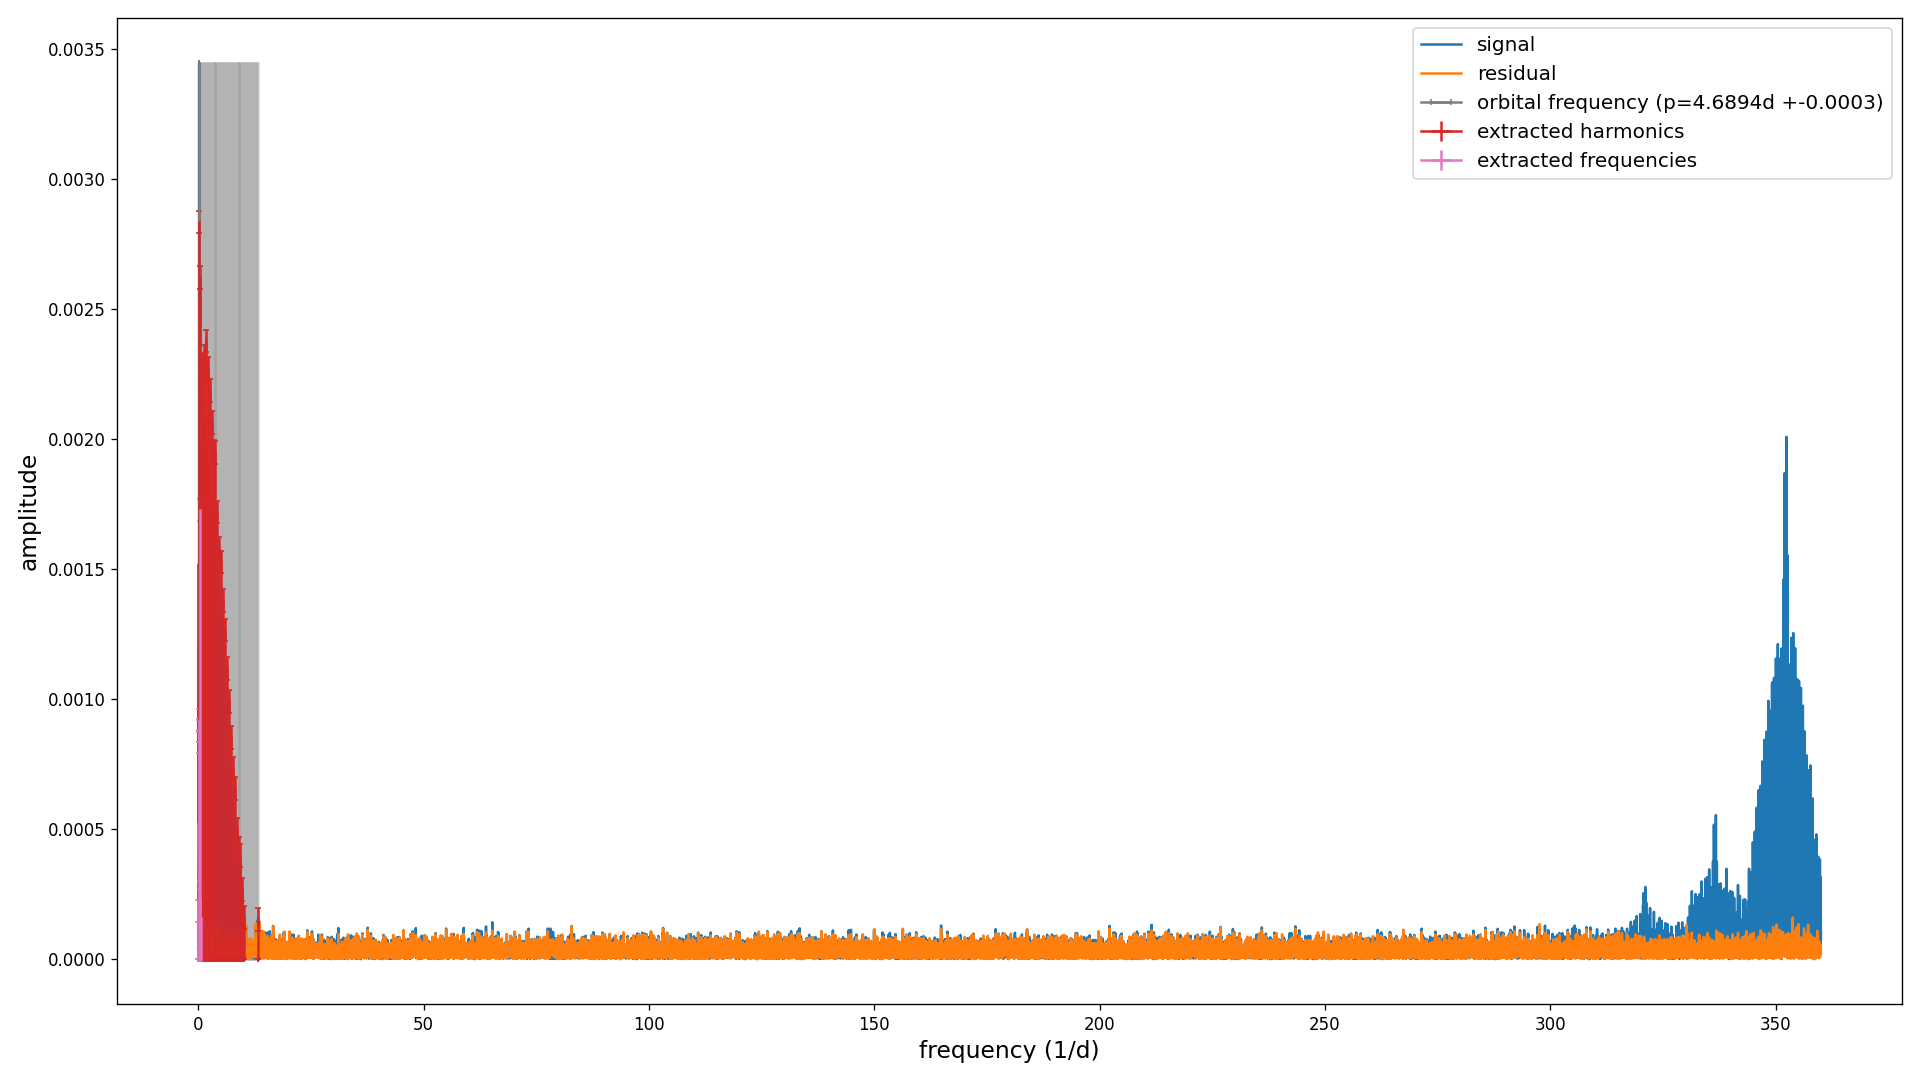 signal
residual
orbital frequency (p=4.6894d +-0.0003)
extracted harmonics
extracted frequencies
amplitude
0.0035
0.0030
0.0025
0.0020
0.0015
0.0010
0.0005
0.0000
0 50 100 150 200 250 300 350
frequency (1/d)